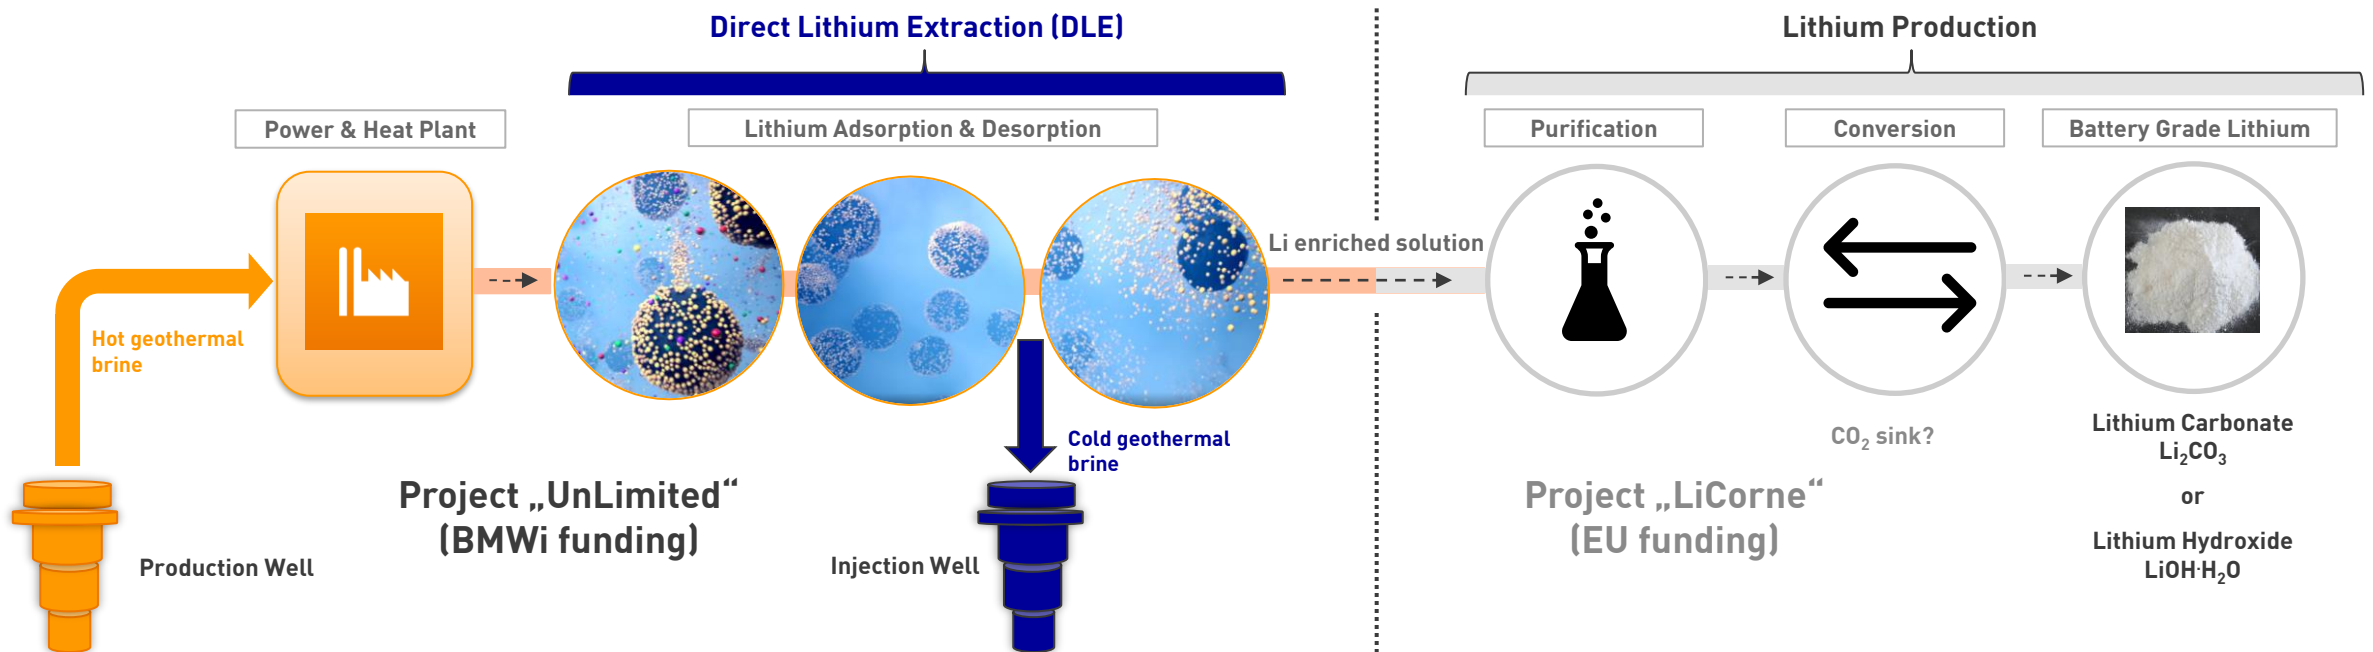 Direct Lithium Extraction (DLE)
Lithium Production
Power & Heat Plant
Lithium Adsorption & Desorption
Purification
Conversion
Battery Grade Lithium
Li enriched solution
Hot geothermal
brine
Cold geothermal
brine
CO₂ sink?
Lithium Carbonate
Li₂CO₃
or
Lithium Hydroxide
LiOH·H₂O
Project „UnLimited“
(BMWi funding)
Project „LiCorne“
(EU funding)
Production Well
Injection Well